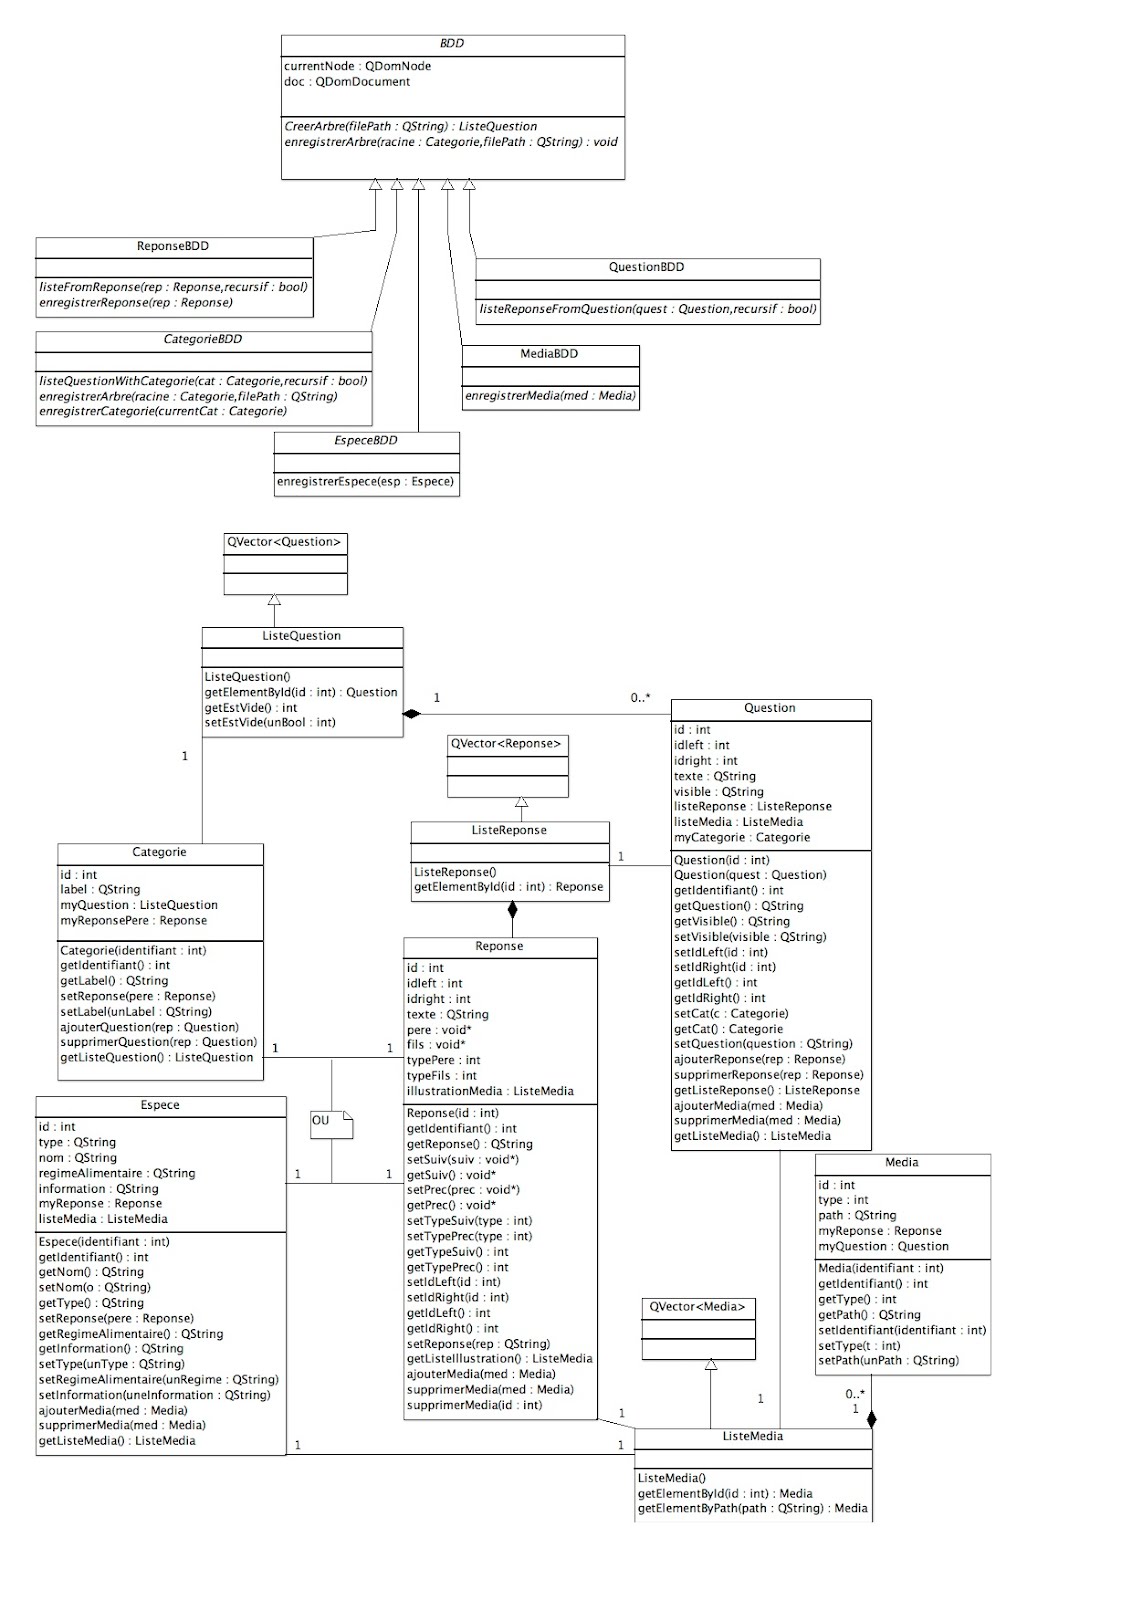 BDD
currentNode : QDomNode
doc : QDomDocument
CreerArbre(filePath : QString) : ListeQuestion
enregistrerArbre(racine : Categorie,filePath : QString) : void
ReponseBDD
listeFromReponse(rep : Reponse,recursif : bool)
enregistrerReponse(rep : Reponse)
QuestionBDD
listeReponseFromQuestion(quest : Question,recursif : bool)
CategorieBDD
listeQuestionWithCategorie(cat : Categorie,recursif : bool)
enregistrerArbre(racine : Categorie,filePath : QString)
enregistrerCategorie(currentCat : Categorie)
MediaBDD
enregistrerMedia(med : Media)
EspeceBDD
enregistrerEspece(esp : Espece)
QVector<Question>
ListeQuestion
ListeQuestion()
getElementById(id : int) : Question
getEstVide() : int
setEstVide(unBool : int)
1
0..*
1
Question
id : int
idleft : int
idright : int
texte : QString
visible : QString
listeReponse : ListeReponse
listeMedia : ListeMedia
myCategorie : Categorie
Question(id : int)
Question(quest : Question)
getIdentifiant() : int
getQuestion() : QString
getVisible() : QString
setVisible(visible : QString)
setIdLeft(id : int)
setIdRight(id : int)
getIdLeft() : int
getIdRight() : int
setCat(c : Categorie)
getCat() : Categorie
setQuestion(question : QString)
ajouterReponse(rep : Reponse)
supprimerReponse(rep : Reponse)
getListeReponse() : ListeReponse
ajouterMedia(med : Media)
supprimerMedia(med : Media)
getListeMedia() : ListeMedia
QVector<Reponse>
ListeReponse
ListeReponse()
getElementById(id : int) : Reponse
1
Categorie
id : int
label : QString
myQuestion : ListeQuestion
myReponsePere : Reponse
Categorie(identifiant : int)
getIdentifiant() : int
getLabel() : QString
setReponse(pere : Reponse)
setLabel(unLabel : QString)
ajouterQuestion(rep : Question)
supprimerQuestion(rep : Question)
getListeQuestion() : ListeQuestion
1
1
OU
1
1
Reponse
id : int
idleft : int
idright : int
texte : QString
pere : void*
fils : void*
typePere : int
typeFils : int
illustrationMedia : ListeMedia
Reponse(id : int)
getIdentifiant() : int
getReponse() : QString
setSuiv(suiv : void*)
getSuiv() : void*
setPrec(prec : void*)
getPrec() : void*
setTypeSuiv(type : int)
setTypePrec(type : int)
getTypeSuiv() : int
getTypePrec() : int
setIdLeft(id : int)
setIdRight(id : int)
getIdLeft() : int
getIdRight() : int
setReponse(rep : QString)
getListeIllustration() : ListeMedia
ajouterMedia(med : Media)
supprimerMedia(med : Media)
supprimerMedia(id : int)
Espece
id : int
type : QString
nom : QString
regimeAlimentaire : QString
information : QString
myReponse : Reponse
listeMedia : ListeMedia
Espece(identifiant : int)
getIdentifiant() : int
getNom() : QString
setNom(o : QString)
getType() : QString
setReponse(pere : Reponse)
getRegimeAlimentaire() : QString
getInformation() : QString
setType(unType : QString)
setRegimeAlimentaire(unRegime : QString)
setInformation(uneInformation : QString)
ajouterMedia(med : Media)
supprimerMedia(med : Media)
getListeMedia() : ListeMedia
Media
id : int
type : int
path : QString
myReponse : Reponse
myQuestion : Question
Media(identifiant : int)
getIdentifiant() : int
getType() : int
getPath() : QString
setIdentifiant(identifiant : int)
setType(t : int)
setPath(unPath : QString)
QVector<Media>
1
0..*
1
1
1
1
ListeMedia
ListeMedia()
getElementById(id : int) : Media
getElementByPath(path : QString) : Media